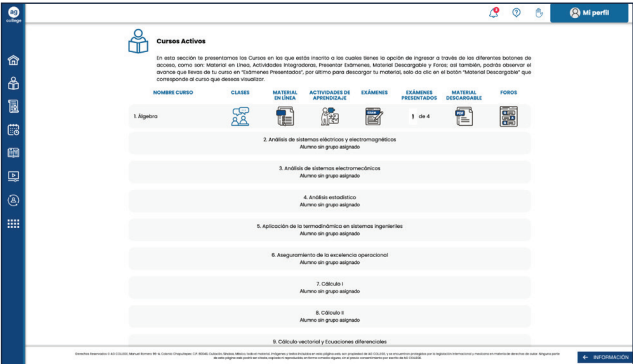 ag
college
Mi perfil
Cursos Activos
En esta sección te presentamos los Cursos en los que estás inscrito a los cuales tienes la opción de ingresar a través de los diferentes botones de
acceso, como son: Material en Línea, Actividades Integradoras, Presentar Exámenes, Material Descargable y Foros; así también, podrás observar el
avance que llevas de tu curso en "Exámenes Presentados", por último para descargar tu material, solo da clic en el botón "Material Descargable" que
corresponde al curso que deseas visualizar.
NOMBRE CURSO CLASES MATERIAL EN LÍNEA ACTIVIDADES DE APRENDIZAJE EXÁMENES EXÁMENES PRESENTADOS MATERIAL DESCARGABLE FOROS
1. Álgebra 1 de 4
2. Análisis de sistemas eléctricos y electromagnéticos
Alumno sin grupo asignado
3. Análisis de sistemas electromecánicos
Alumno sin grupo asignado
4. Análisis estadístico
Alumno sin grupo asignado
5. Aplicación de la termodinámica en sistemas ingenieriles
Alumno sin grupo asignado
6. Aseguramiento de la excelencia operacional
Alumno sin grupo asignado
7. Cálculo I
Alumno sin grupo asignado
8. Cálculo II
Alumno sin grupo asignado
9. Cálculo vectorial y Ecuaciones diferenciales
INFORMACIÓN